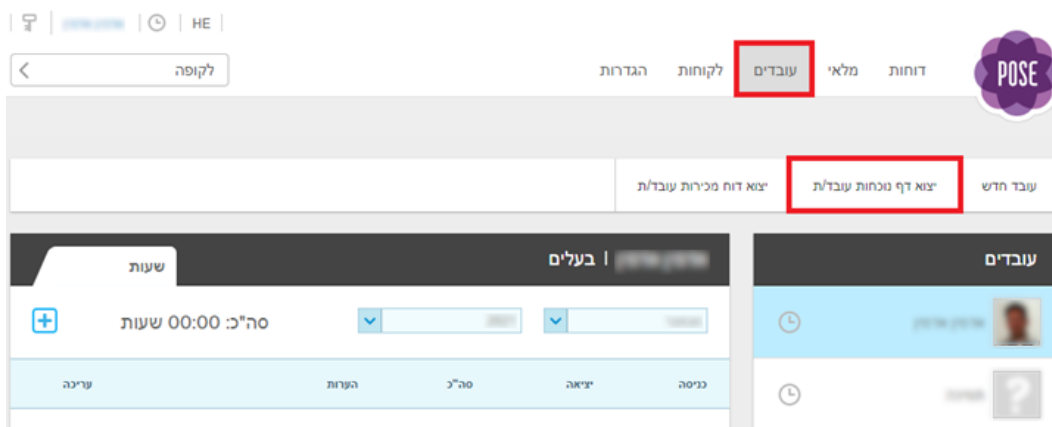 HE
לקופה
דוחות מלאי עובדים לקוחות הגדרות
POSE
עובד חדש יצוא דף נוכחות עובד/ת יצוא דוח מכירות עובד/ת
עובדים
| בעלים
שעות
סה"כ: 00:00 שעות
כניסה יציאה סה"כ הערות עריכה